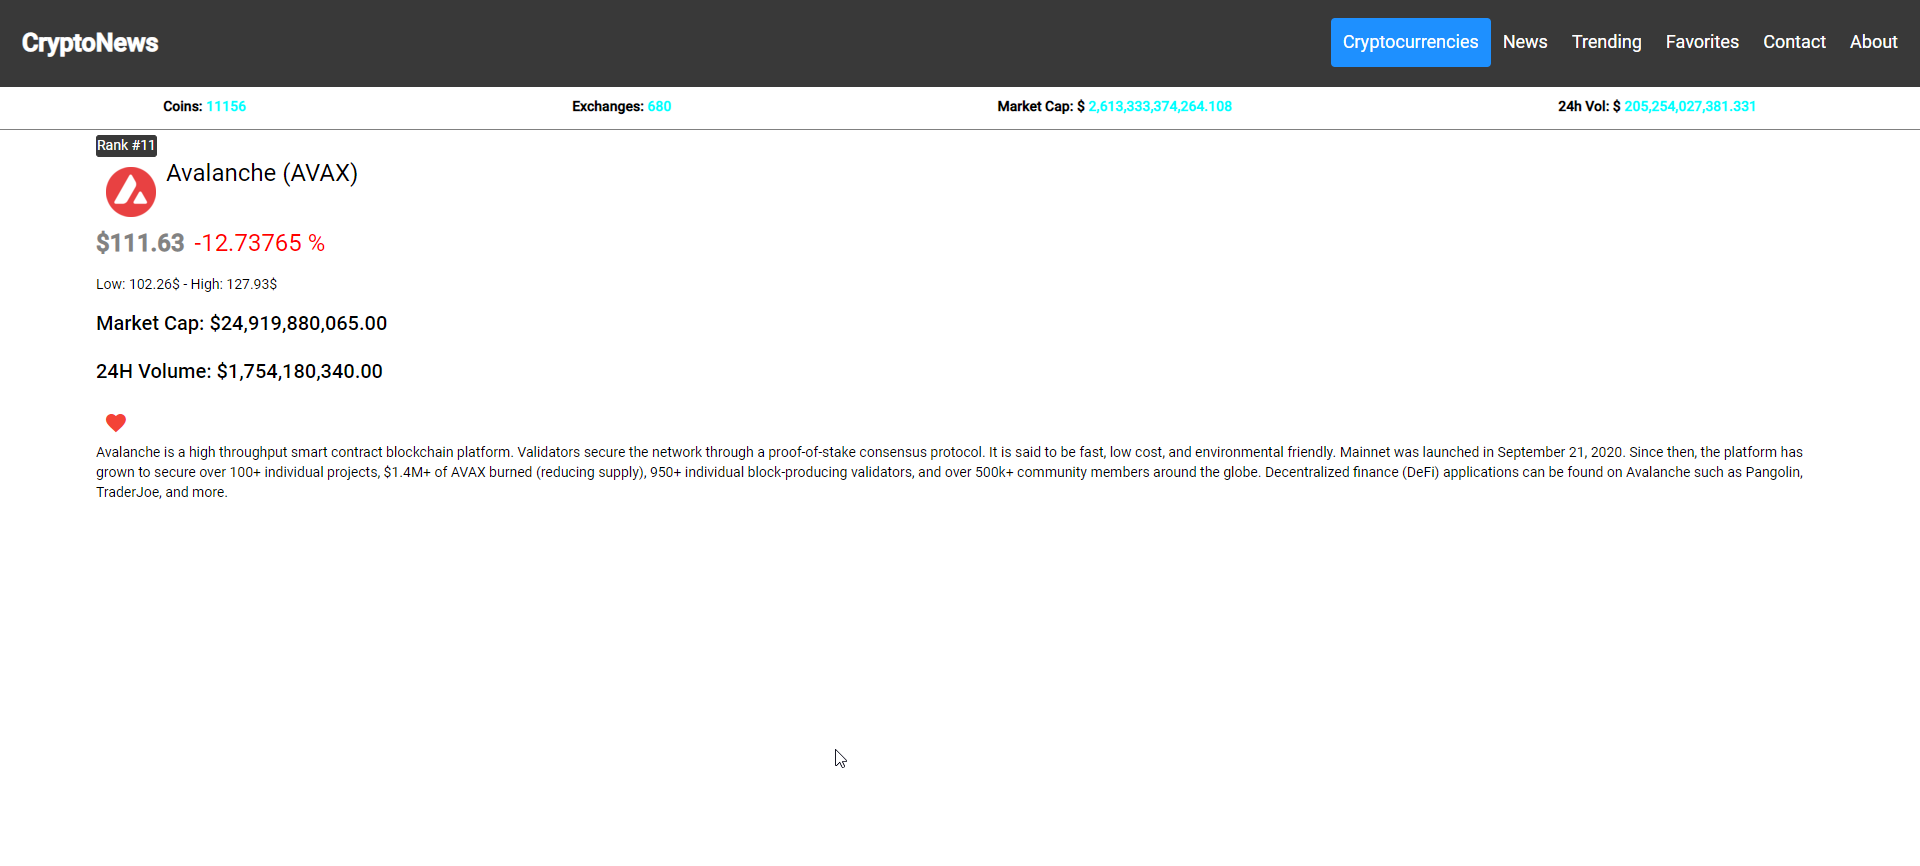 CryptoNews
Cryptocurrencies News Trending Favorites Contact About
Coins: 11156 Exchanges: 680 Market Cap: $ 2,613,333,374,264.108 24h Vol: $ 205,254,027,381.331
Rank #11
Avalanche (AVAX)
$111.63 -12.73765 %
Low: 102.26$ - High: 127.93$
Market Cap: $24,919,880,065.00
24H Volume: $1,754,180,340.00
Avalanche is a high throughput smart contract blockchain platform. Validators secure the network through a proof-of-stake consensus protocol. It is said to be fast, low cost, and environmental friendly. Mainnet was launched in September 21, 2020. Since then, the platform has
grown to secure over 100+ individual projects, $1.4M+ of AVAX burned (reducing supply), 950+ individual block-producing validators, and over 500k+ community members around the globe. Decentralized finance (DeFi) applications can be found on Avalanche such as Pangolin,
TraderJoe, and more.